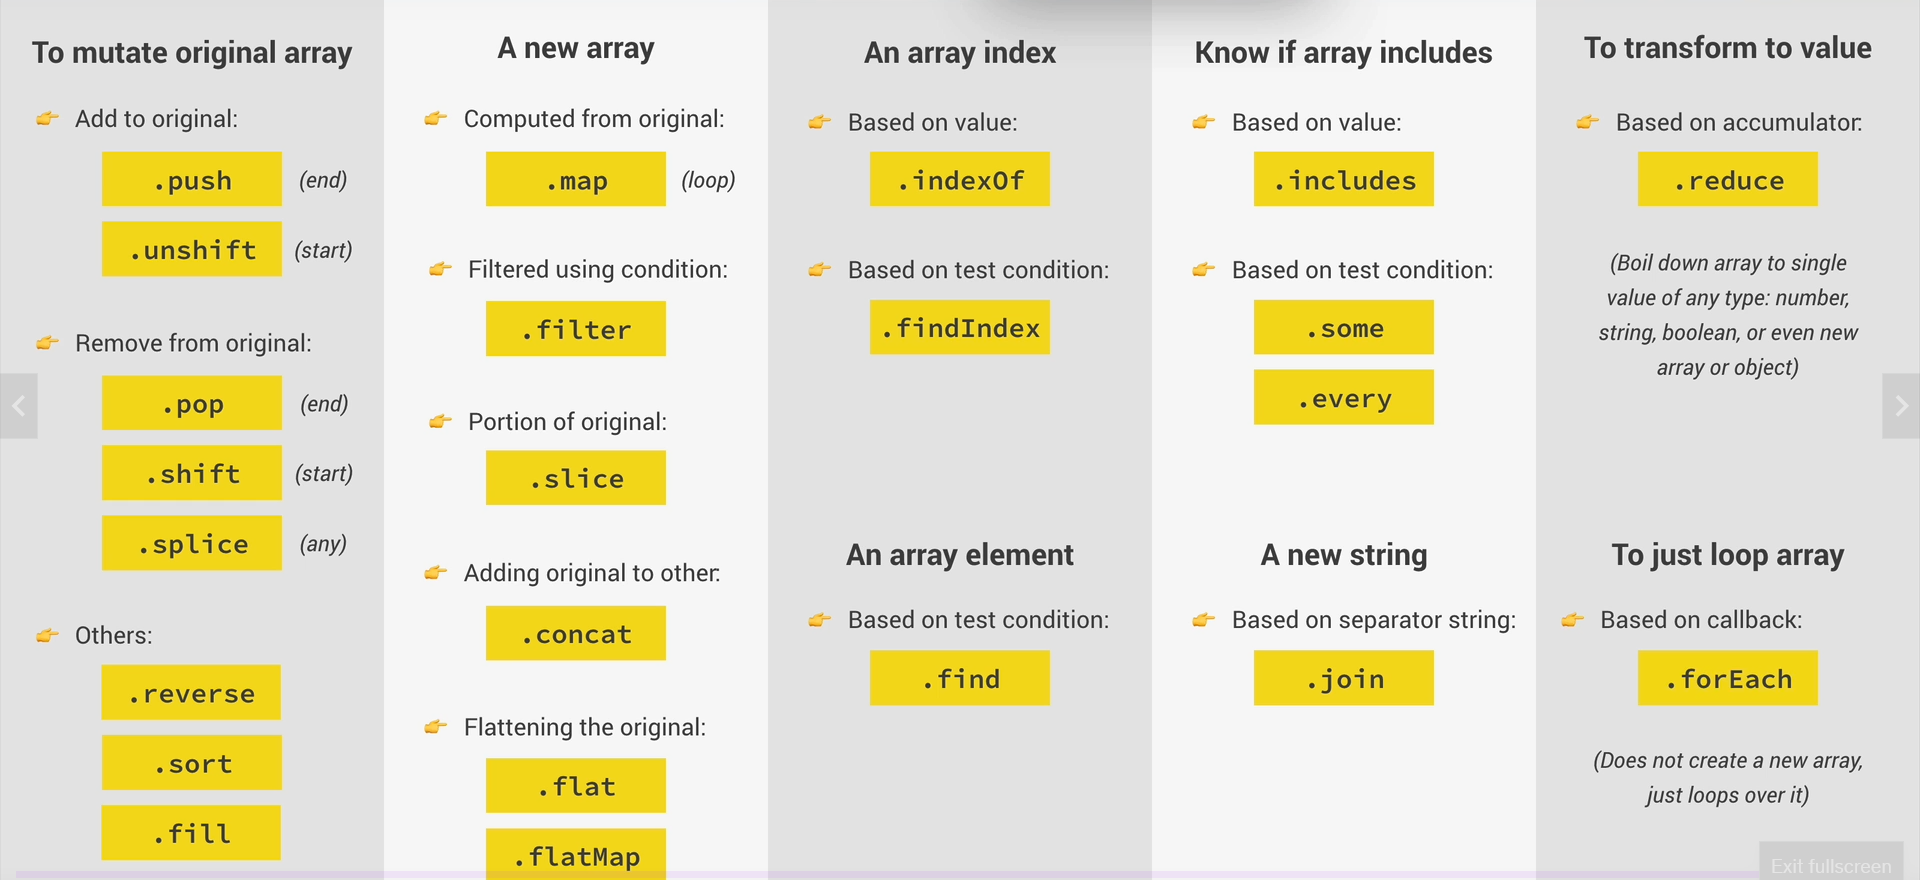 To mutate original array
Add to original:
.push (end)
.unshift (start)
Remove from original:
.pop (end)
.shift (start)
.splice (any)
Others:
.reverse
.sort
.fill
A new array
Computed from original:
.map (loop)
Filtered using condition:
.filter
Portion of original:
.slice
Adding original to other:
.concat
Flattening the original:
.flat
.flatMap
An array index
Based on value:
.indexOf
Based on test condition:
.findIndex
An array element
Based on test condition:
.find
Know if array includes
Based on value:
.includes
Based on test condition:
.some
.every
A new string
Based on separator string:
.join
To transform to value
Based on accumulator:
.reduce
(Boil down array to single
value of any type: number,
string, boolean, or even new
array or object)
To just loop array
Based on callback:
.forEach
(Does not create a new array,
just loops over it)
Exit fullscreen